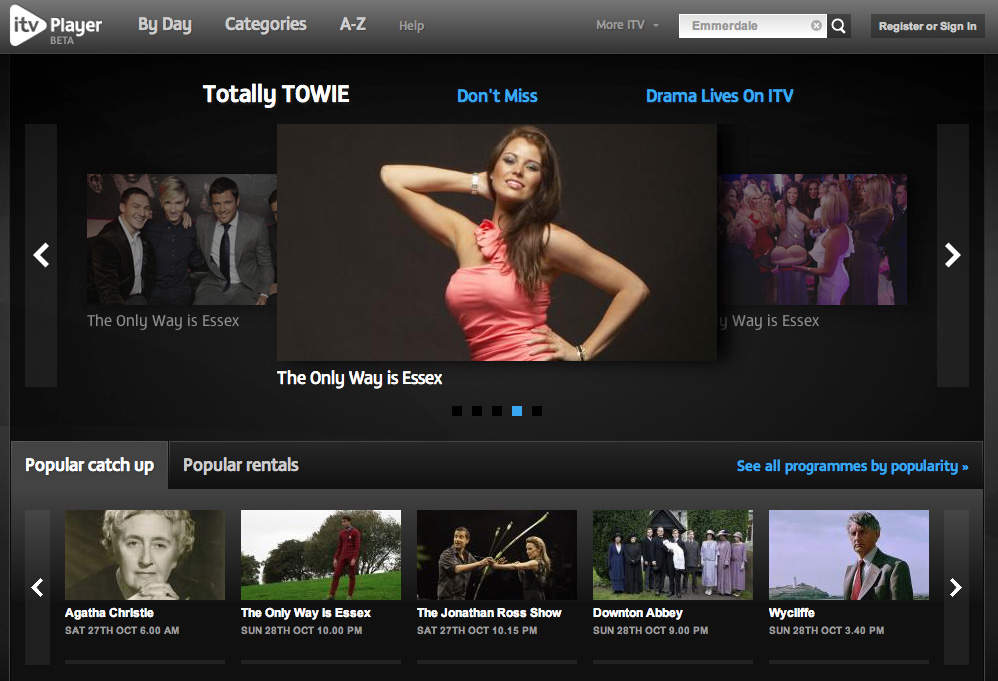 itv Player
BETA
By Day
Categories
A-Z
Help
More ITV
Emmerdale
Register or Sign In
Totally TOWIE
Don't Miss
Drama Lives On ITV
The Only Way is Essex
y Way is Essex
The Only Way is Essex
Popular catch up
Popular rentals
See all programmes by popularity »
Agatha Christie
The Only Way Is Essex
The Jonathan Ross Show
Downton Abbey
Wycliffe
SAT 27TH OCT 6.00 AM
SUN 28TH OCT 10.00 PM
SAT 27TH OCT 10.15 PM
SUN 28TH OCT 9.00 PM
SUN 28TH OCT 3.40 PM